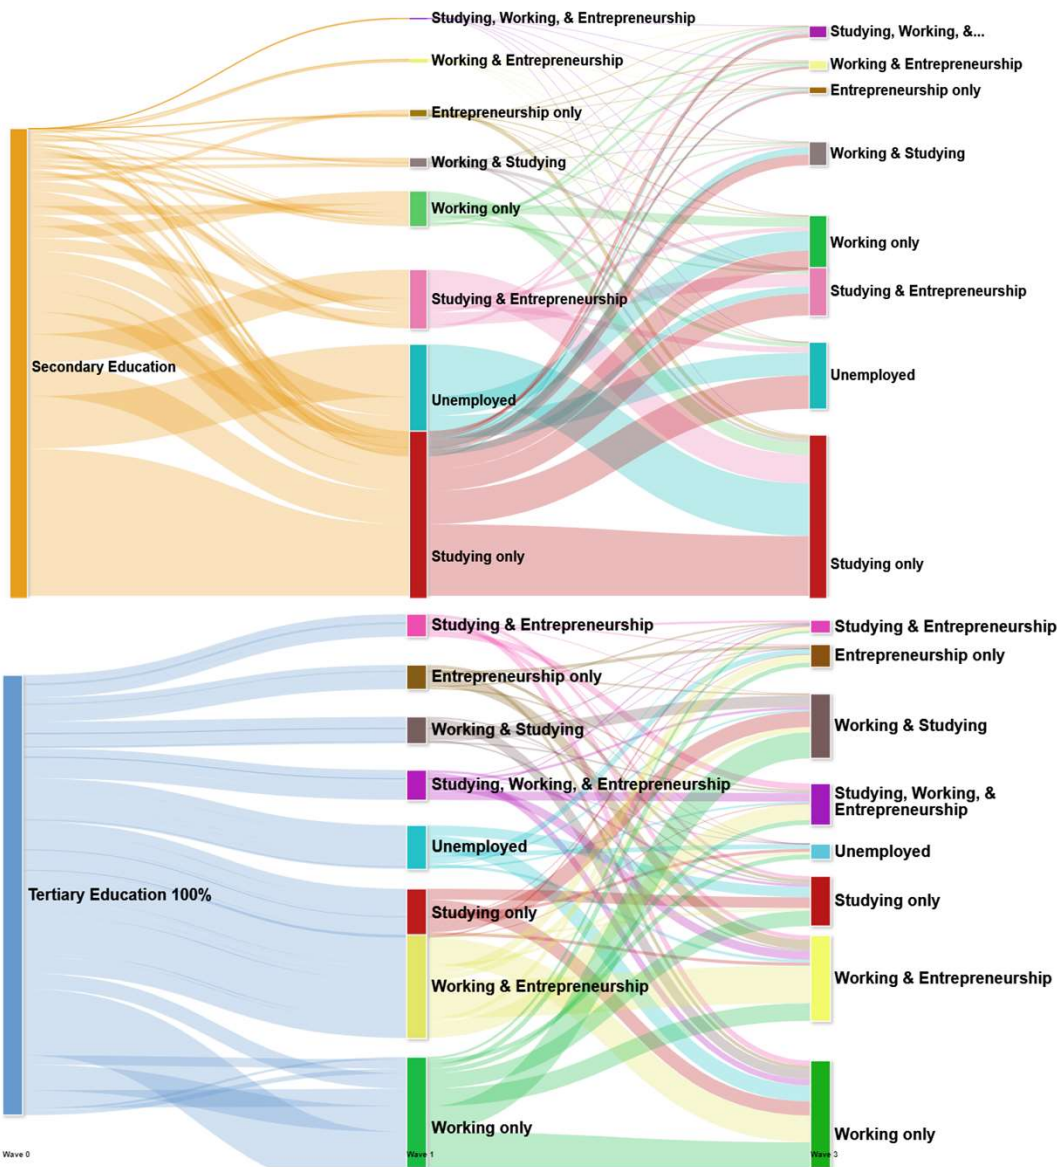 Studying, Working, & Entrepreneurship
Working & Entrepreneurship
Entrepreneurship only
Working & Studying
Working only
Studying & Entrepreneurship
Secondary Education
Unemployed
Studying only
Studying, Working, &...
Working & Entrepreneurship
Entrepreneurship only
Working & Studying
Working only
Studying & Entrepreneurship
Unemployed
Studying only
Studying & Entrepreneurship
Entrepreneurship only
Working & Studying
Studying, Working, & Entrepreneurship
Unemployed
Tertiary Education 100%
Studying only
Working & Entrepreneurship
Working only
Studying & Entrepreneurship
Entrepreneurship only
Working & Studying
Studying, Working, &
Entrepreneurship
Unemployed
Studying only
Working & Entrepreneurship
Working only
Wave 0
Wave 1
Wave 3